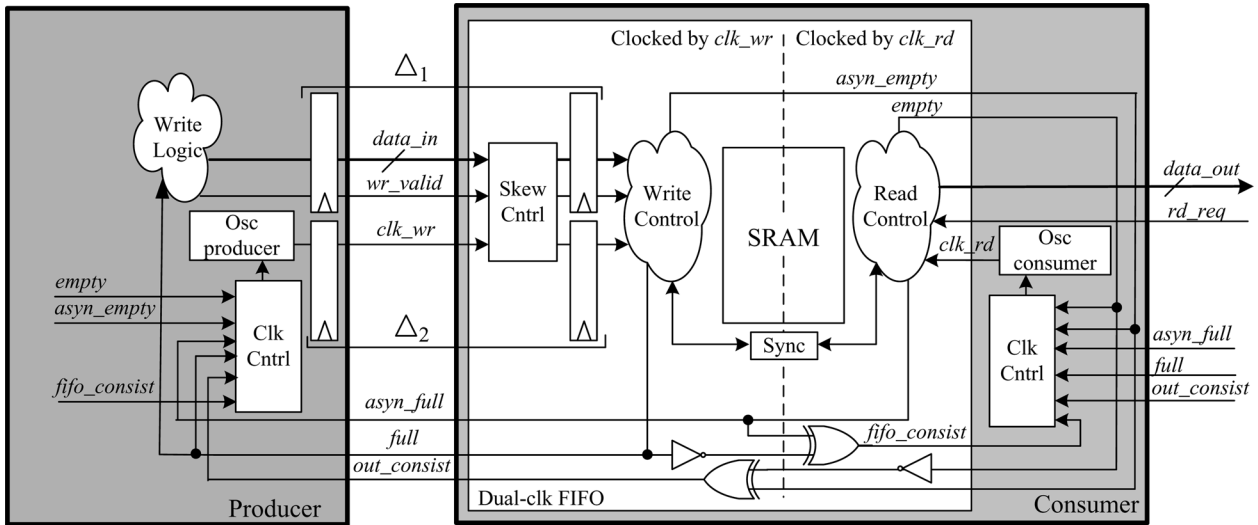 Clocked by clk_wr
Clocked by clk_rd
Δ1
asyn_empty
empty
Write
Logic
data_in
wr_valid
Skew
Cntrl
Write
Control
SRAM
Read
Control
data_out
rd_req
Osc
producer
clk_wr
clk_rd
Osc
consumer
empty
asyn_empty
Clk
Cntrl
fifo_consist
Δ2
Sync
Clk
Cntrl
asyn_full
full
out_consist
asyn_full
full
out_consist
fifo_consist
Producer
Dual-clk FIFO
Consumer